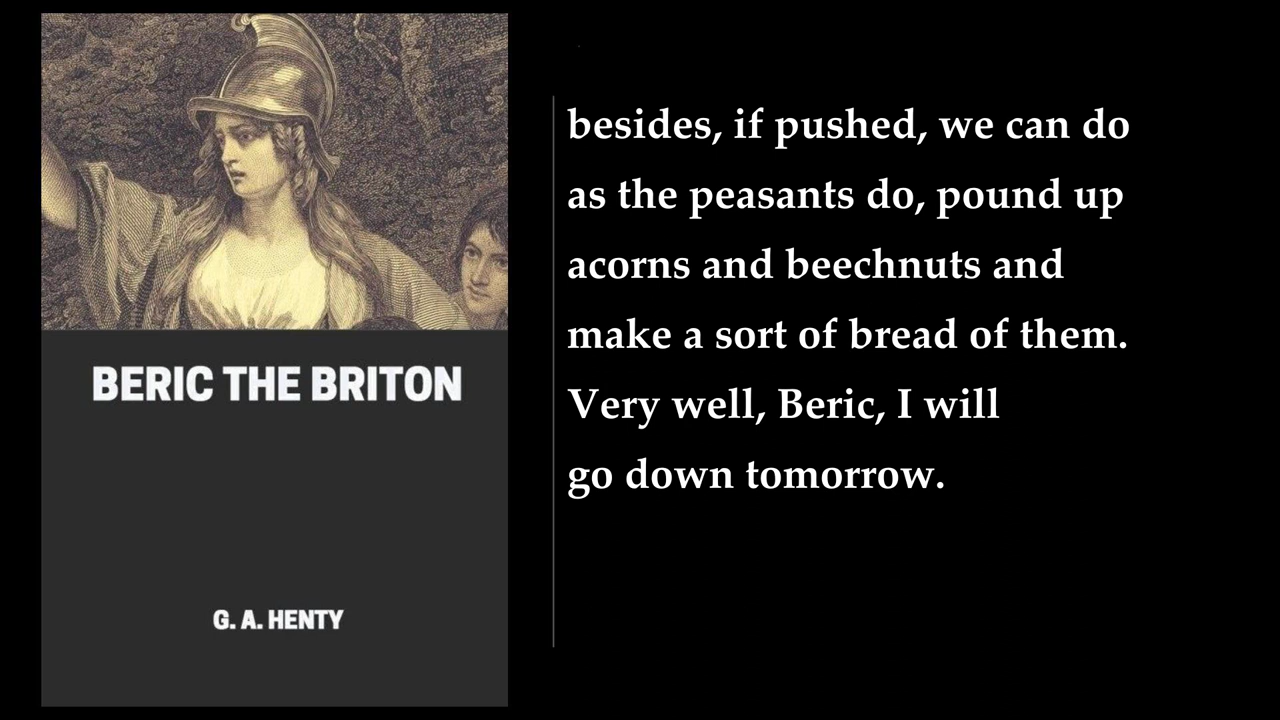 BERIC THE BRITON
G. A. HENTY
besides, if pushed, we can do
as the peasants do, pound up
acorns and beechnuts and
make a sort of bread of them.
Very well, Beric, I will
go down tomorrow.